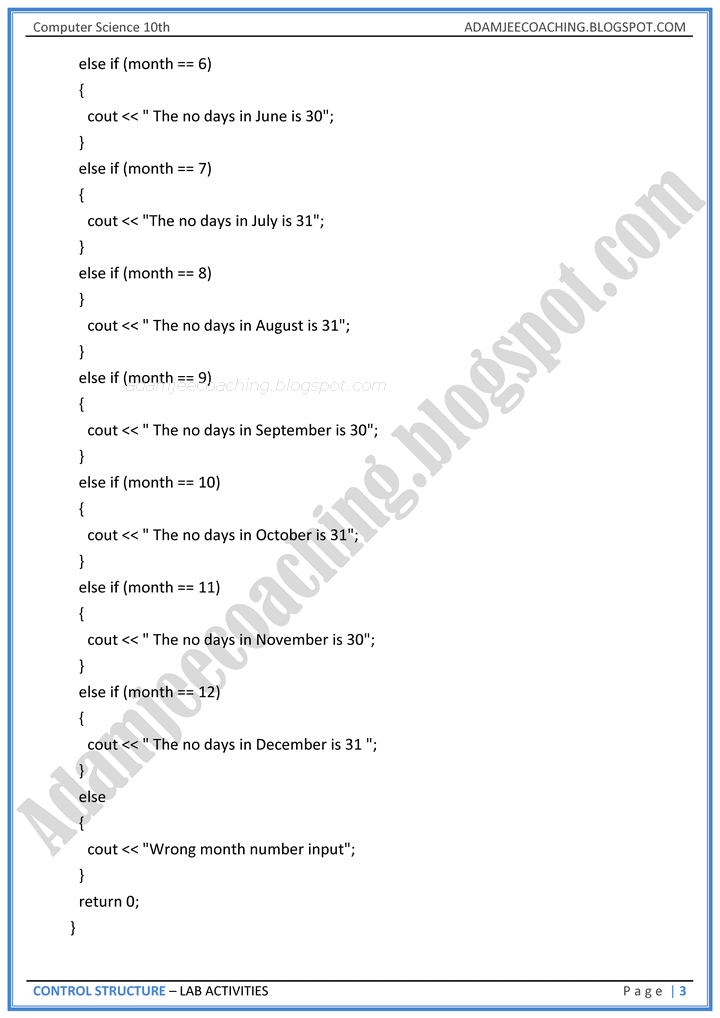 Computer Science 10th
ADAMJEECOACHING.BLOGSPOT.COM
else if (month == 6)
{
cout << " The no days in June is 30";
}
else if (month == 7)
{
cout << "The no days in July is 31";
}
else if (month == 8)
}
cout << " The no days in August is 31";
}
else if (month == 9)
adamjeecoaching.blogspot.com
{
cout << " The no days in September is 30";
}
else if (month == 10)
{
cout << " The no days in October is 31";
}
else if (month == 11)
{
cout << " The no days in November is 30";
}
else if (month == 12)
{
cout << " The no days in December is 31 ";
}
else
{
cout << "Wrong month number input";
}
return 0;
}
Adamjeecoaching.blogspot.com
CONTROL STRUCTURE – LAB ACTIVITIES
Page | 3